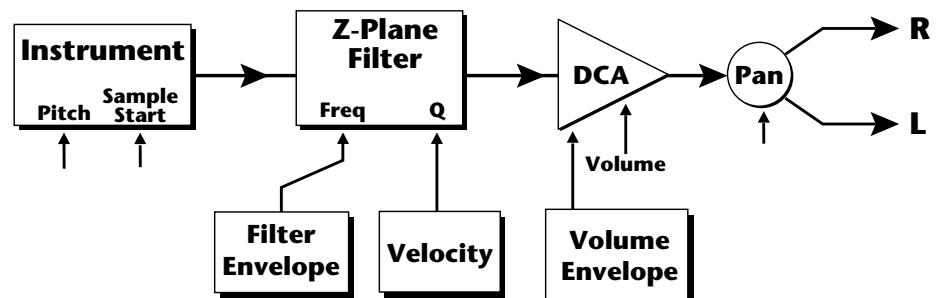 Instrument
Pitch
Sample
Start
Z-Plane
Filter
Freq
Q
DCA
Volume
Pan
R
L
Filter
Envelope
Velocity
Volume
Envelope